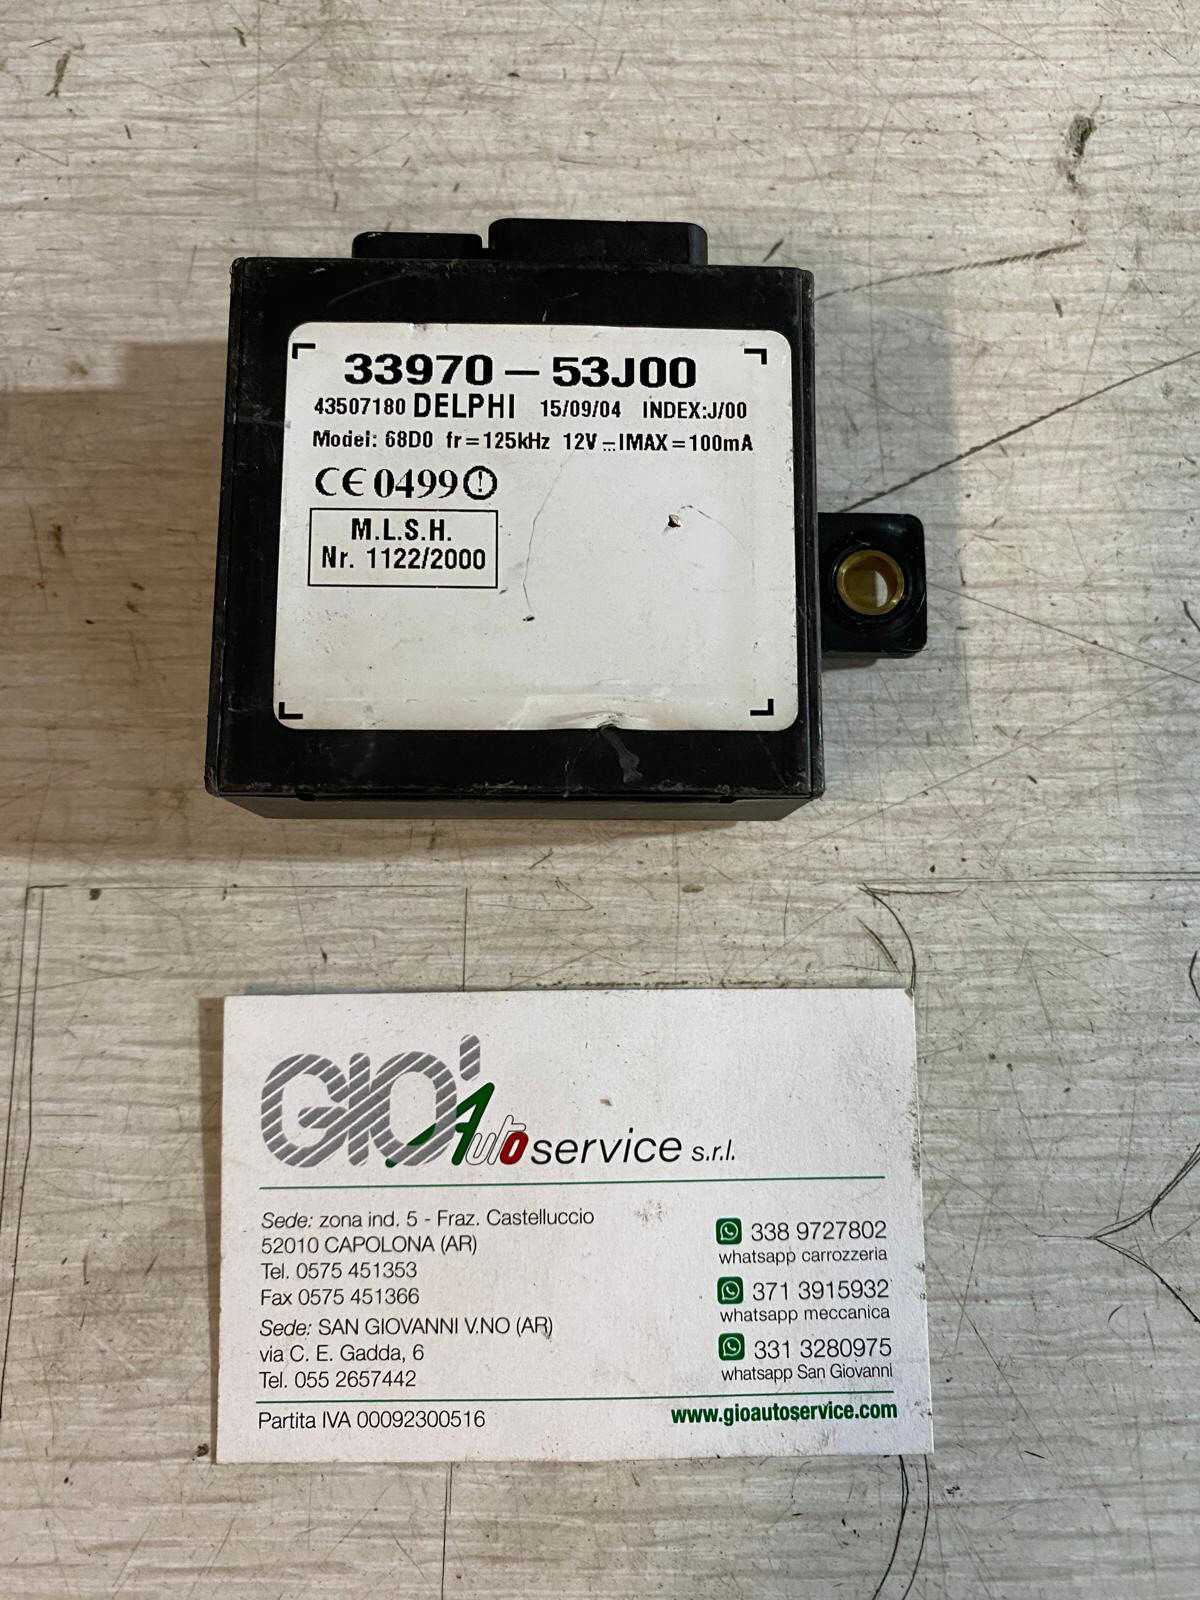 33970 – 53J00
43507180 DELPHI 15/09/04 INDEX:J/00
Model: 68D0 fr=125kHz 12V ⎓ IMAX=100mA
CE 0499 !
M.L.S.H.
Nr. 1122/2000
GIO' Auto service s.r.l.
Sede: zona ind. 5 - Fraz. Castelluccio
52010 CAPOLONA (AR)
Tel. 0575 451353
Fax 0575 451366
Sede: SAN GIOVANNI V.NO (AR)
via C. E. Gadda, 6
Tel. 055 2657442
338 9727802
whatsapp carrozzeria
371 3915932
whatsapp meccanica
331 3280975
whatsapp San Giovanni
Partita IVA 00092300516
www.gioautoservice.com